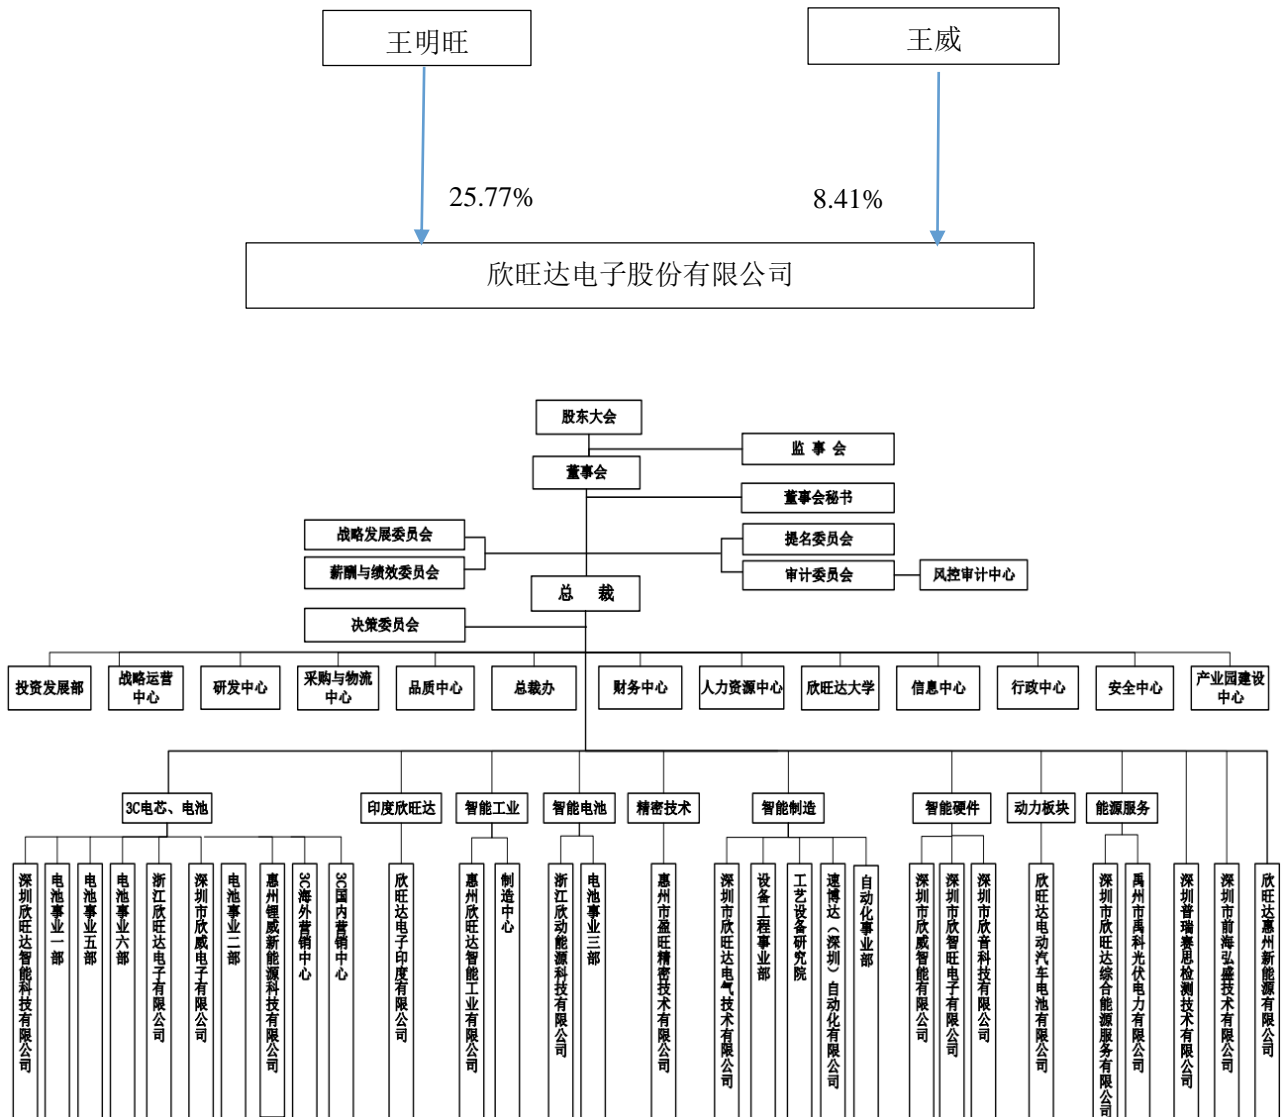 王明旺
王威
25.77%
8.41%
欣旺达电子股份有限公司
股东大会
监 事 会
董事会
董事会秘书
战略发展委员会
提名委员会
薪酬与绩效委员会
审计委员会
风控审计中心
总 裁
决策委员会
投资发展部
战略运营
中心
研发中心
采购与物流
中心
品质中心
总裁办
财务中心
人力资源中心
欣旺达大学
信息中心
行政中心
安全中心
产业园建设
中心
3C电芯、电池
印度欣旺达
智能工业
智能电池
精密技术
智能制造
智能硬件
动力板块
能源服务
深圳欣旺达智能科技有限公司
电池事业一部
电池事业五部
电池事业六部
浙江欣旺达电子有限公司
深圳市欣威电子有限公司
电池事业二部
惠州锂威新能源科技有限公司
3C海外营销中心
3C国内营销中心
欣旺达电子印度有限公司
惠州欣旺达智能工业有限公司
制造中心
浙江欣动能源科技有限公司
电池事业三部
惠州市盈旺精密技术有限公司
深圳市欣旺达电气技术有限公司
设备工程事业部
工艺设备研究院
速博达（深圳）自动化有限公司
自动化事业部
深圳市欣威智能有限公司
深圳市欣智旺电子有限公司
深圳市欣音科技有限公司
欣旺达电动汽车电池有限公司
深圳市欣旺达综合能源服务有限公司
禹州市禹科光伏电力有限公司
深圳普瑞赛思检测技术有限公司
深圳市前海弘盛技术有限公司
欣旺达惠州新能源有限公司